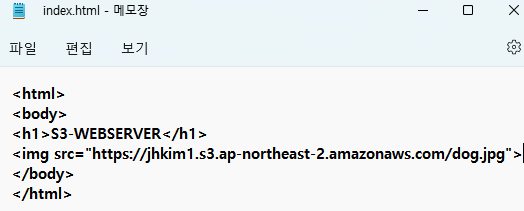 index.html - 메모장
파일 편집 보기
<html>
<body>
<h1>S3-WEBSERVER</h1>
<img src="https://jhkim1.s3.ap-northeast-2.amazonaws.com/dog.jpg">
</body>
</html>